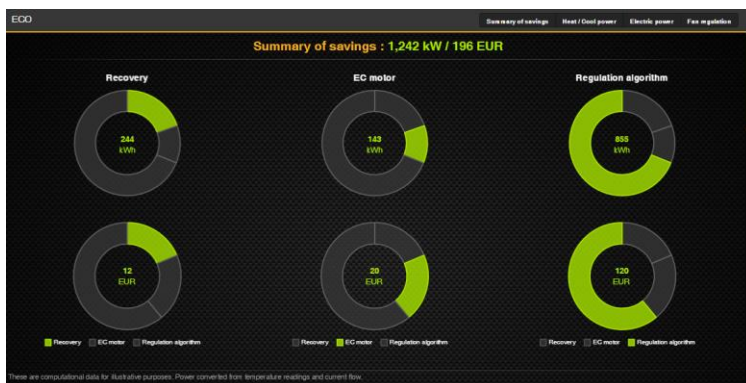 ECO
Summary of savings Heat / Cool power Electric power Fan regulation
Summary of savings : 1,242 kW / 196 EUR
Recovery EC motor Regulation algorithm
244 kWh 143 kWh 855 kWh
12 EUR 20 EUR 120 EUR
Recovery EC motor Regulation algorithm Recovery EC motor Regulation algorithm Recovery EC motor Regulation algorithm
These are computational data for illustrative purposes. Power converted from temperature readings and current flow.